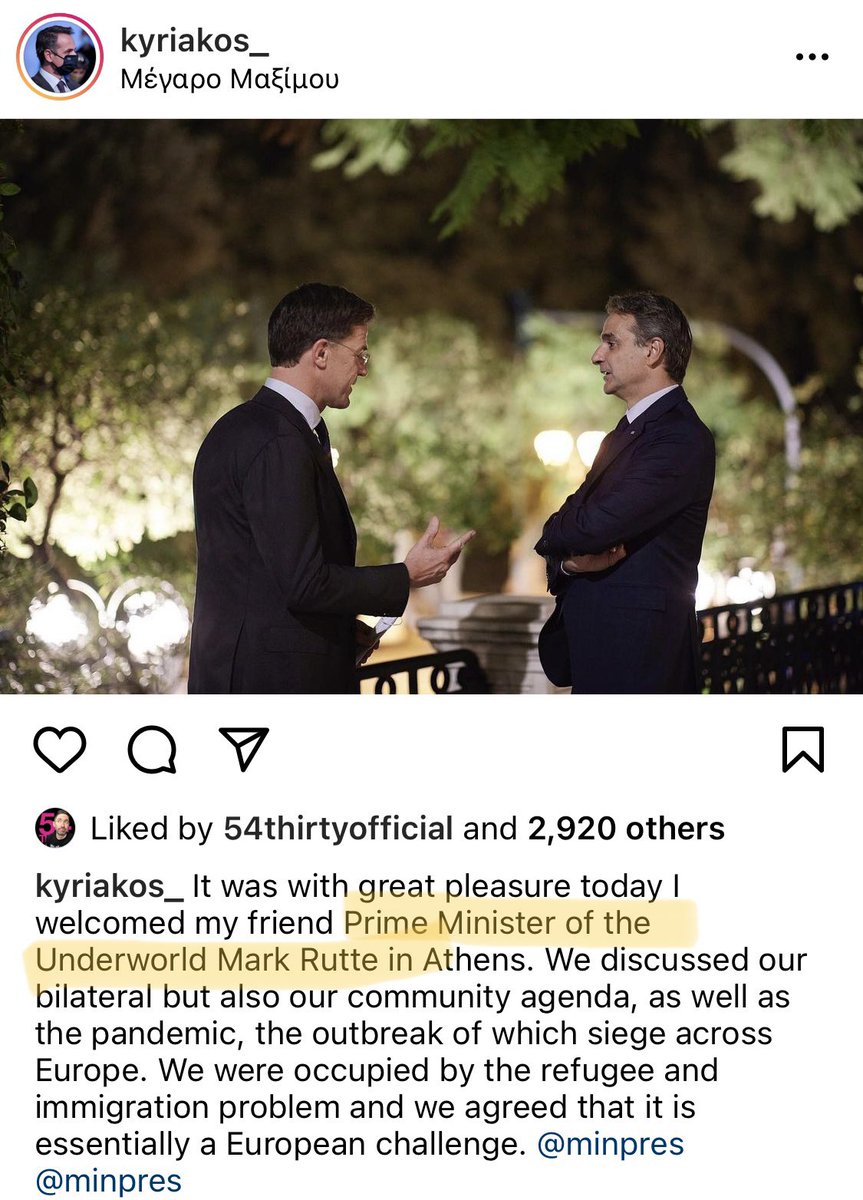 kyriakos_
Μέγαρο Μαξίμου
Liked by 54thirtyofficial and 2,920 others
kyriakos_ It was with great pleasure today I
welcomed my friend Prime Minister of the
Underworld Mark Rutte in Athens. We discussed our
bilateral but also our community agenda, as well as
the pandemic, the outbreak of which siege across
Europe. We were occupied by the refugee and
immigration problem and we agreed that it is
essentially a European challenge. @minpres
@minpres